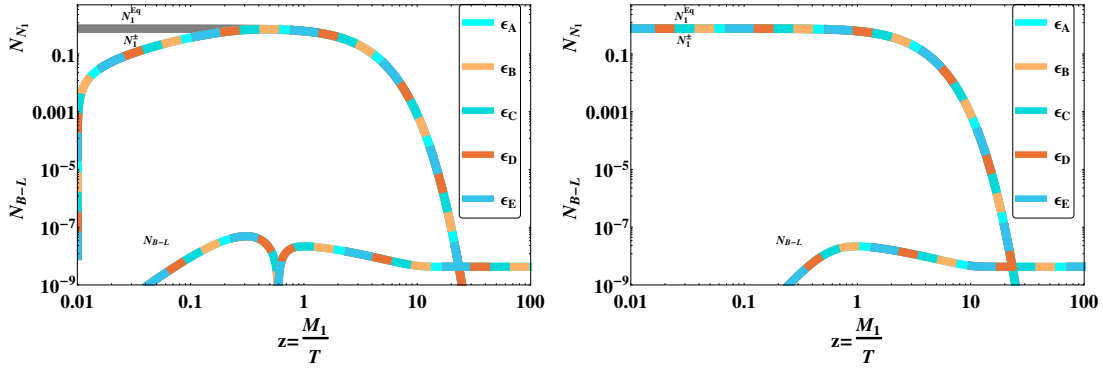 N_{N_1}
N_{B-L}
0.1
0.001
10^{-5}
10^{-7}
10^{-9}
N_1^{Eq}
N_1^±
N_{B-L}
ϵ_A
ϵ_B
ϵ_C
ϵ_D
ϵ_E
0.01 0.1 1 10 100
z= M_1 / T
N_{N_1}
N_{B-L}
0.1
0.001
10^{-5}
10^{-7}
10^{-9}
N_1^{Eq}
N_1^±
N_{B-L}
ϵ_A
ϵ_B
ϵ_C
ϵ_D
ϵ_E
0.01 0.1 1 10 100
z= M_1 / T